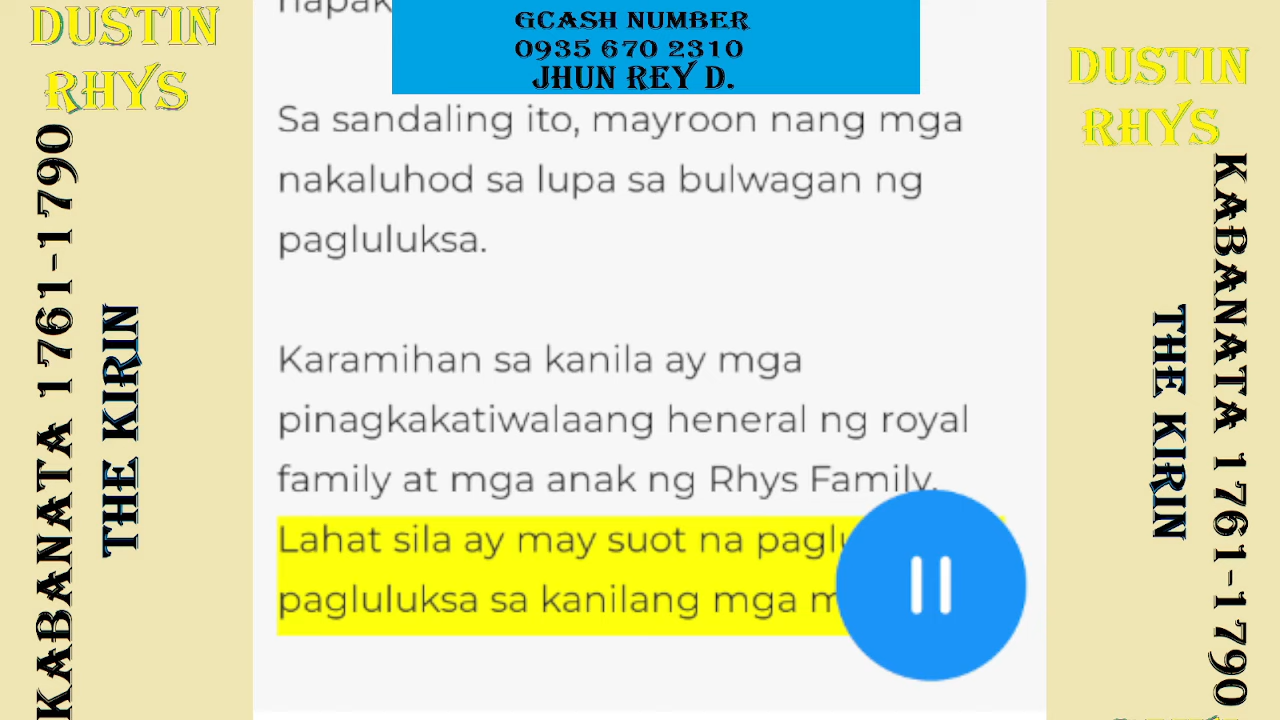 DUSTIN
RHYS
KABANATA 1761-1790
THE KIRIN
GCASH NUMBER
0935 670 2310
JHUN REY D.
Sa sandaling ito, mayroon nang mga
nakaluhod sa lupa sa bulwagan ng
pagluluksa.
Karamihan sa kanila ay mga
pinagkakatiwalaang heneral ng royal
family at mga anak ng Rhys Family.
Lahat sila ay may suot na
pagluluksa sa kanilang mga
DUSTIN
RHYS
KABANATA 1761-1790
THE KIRIN